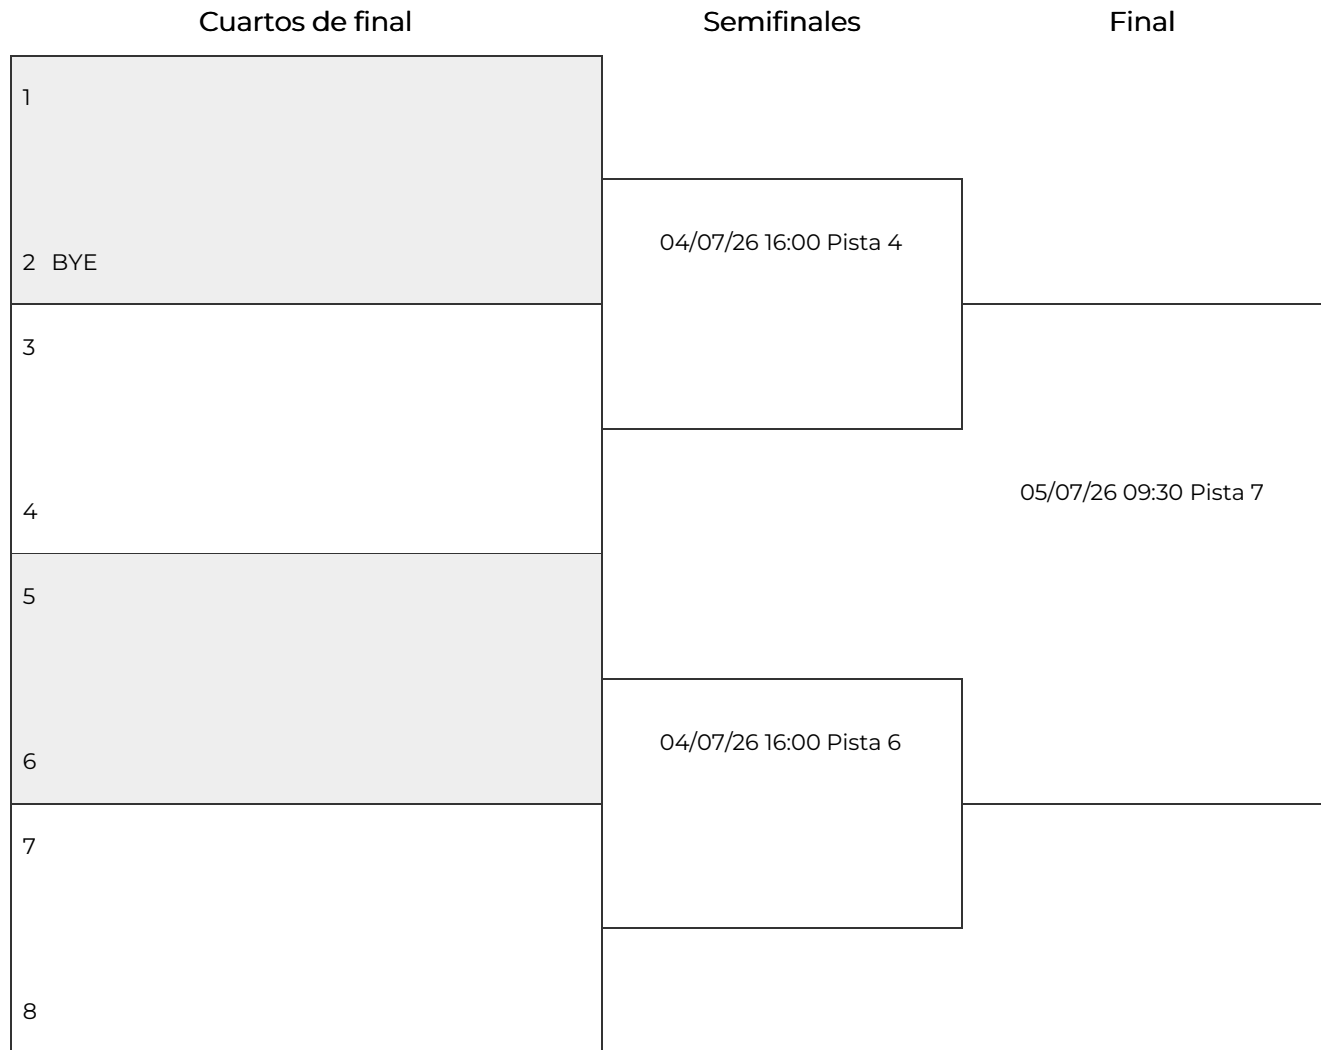 Cuartos de final
Semifinales
Final
1
2 BYE
3
4
5
6
7
8
04/07/26 16:00 Pista 4
04/07/26 16:00 Pista 6
05/07/26 09:30 Pista 7